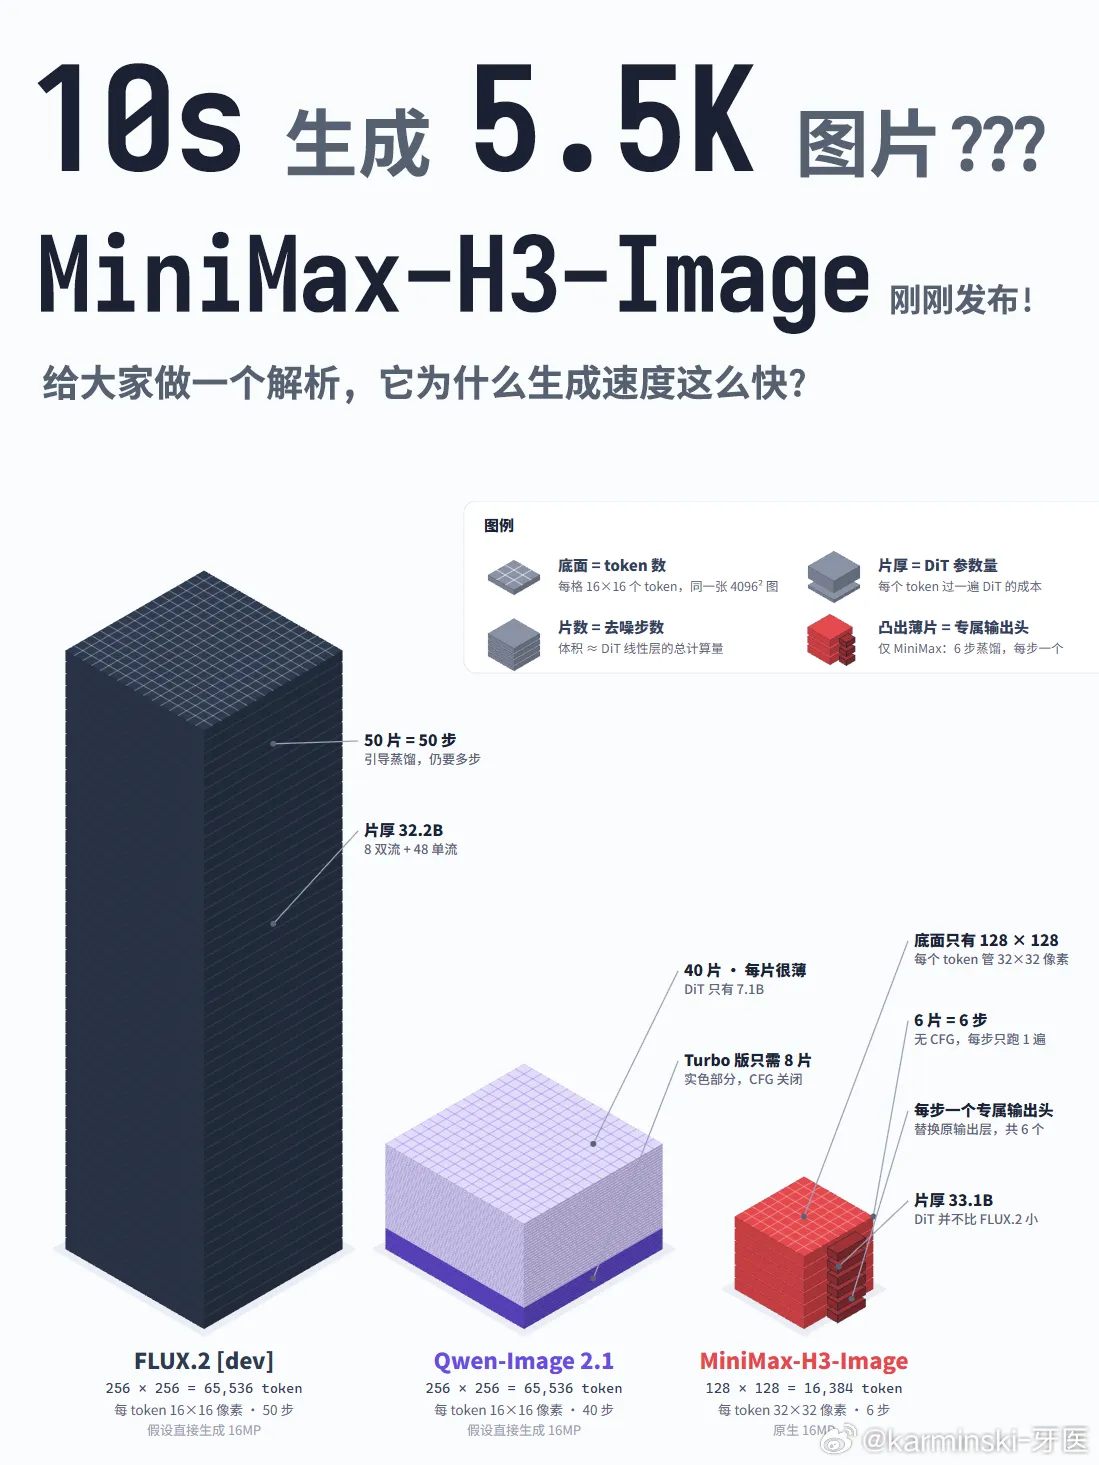 10s 生成 5.5K 图片???
MiniMax-H3-Image 刚刚发布!
给大家做一个解析，它为什么生成速度这么快?
图例
底面 = token 数
每格 16×16 个 token，同一张 4096² 图
片厚 = DiT 参数量
每个 token 过一遍 DiT 的成本
片数 = 去噪步数
体积 ≈ DiT 线性层的总计算量
凸出薄片 = 专属输出头
仅 MiniMax：6 步蒸馏，每步一个
50 片 = 50 步
引导蒸馏，仍要多步
片厚 32.2B
8 双流 + 48 单流
40 片 · 每片很薄
DiT 只有 7.1B
Turbo 版只需 8 片
实色部分，CFG 关闭
底面只有 128 × 128
每个 token 管 32×32 像素
6 片 = 6 步
无 CFG，每步只跑 1 遍
每步一个专属输出头
替换原输出层，共 6 个
片厚 33.1B
DiT 并不比 FLUX.2 小
FLUX.2 [dev]
256 × 256 = 65,536 token
每 token 16×16 像素 · 50 步
假设直接生成 16MP
Qwen-Image 2.1
256 × 256 = 65,536 token
每 token 16×16 像素 · 40 步
假设直接生成 16MP
MiniMax-H3-Image
128 × 128 = 16,384 token
每 token 32×32 像素 · 6 步
原生 16MP
@karminski-牙医